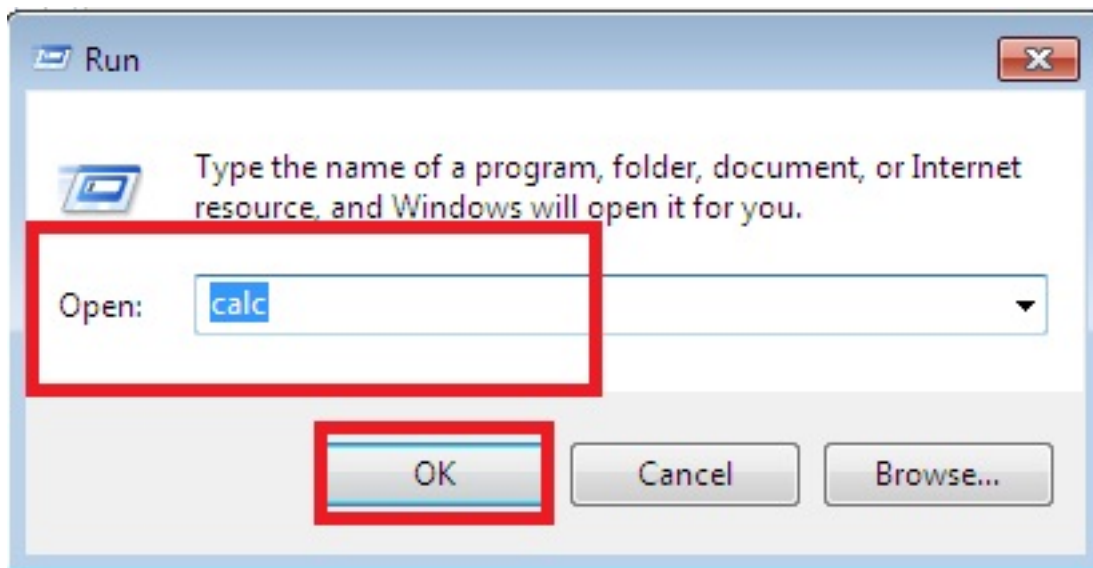 Run
Type the name of a program, folder, document, or Internet
resource, and Windows will open it for you.
Open: calc
OK Cancel Browse...